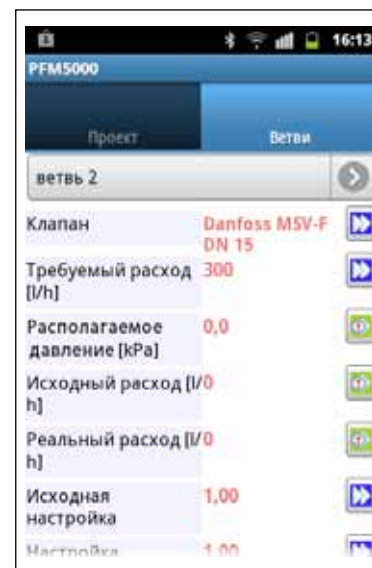 16:13
PFM5000
Проект Ветви
ветвь 2
Клапан Danfoss MSV-F
DN 15
Требуемый расход 300
[l/h]
Располагаемое 0,0
давление [kPa]
Исходный расход [l/ 0
h]
Реальный расход [l/ 0
h]
Исходная 1,00
настройка
Настройка 1,00